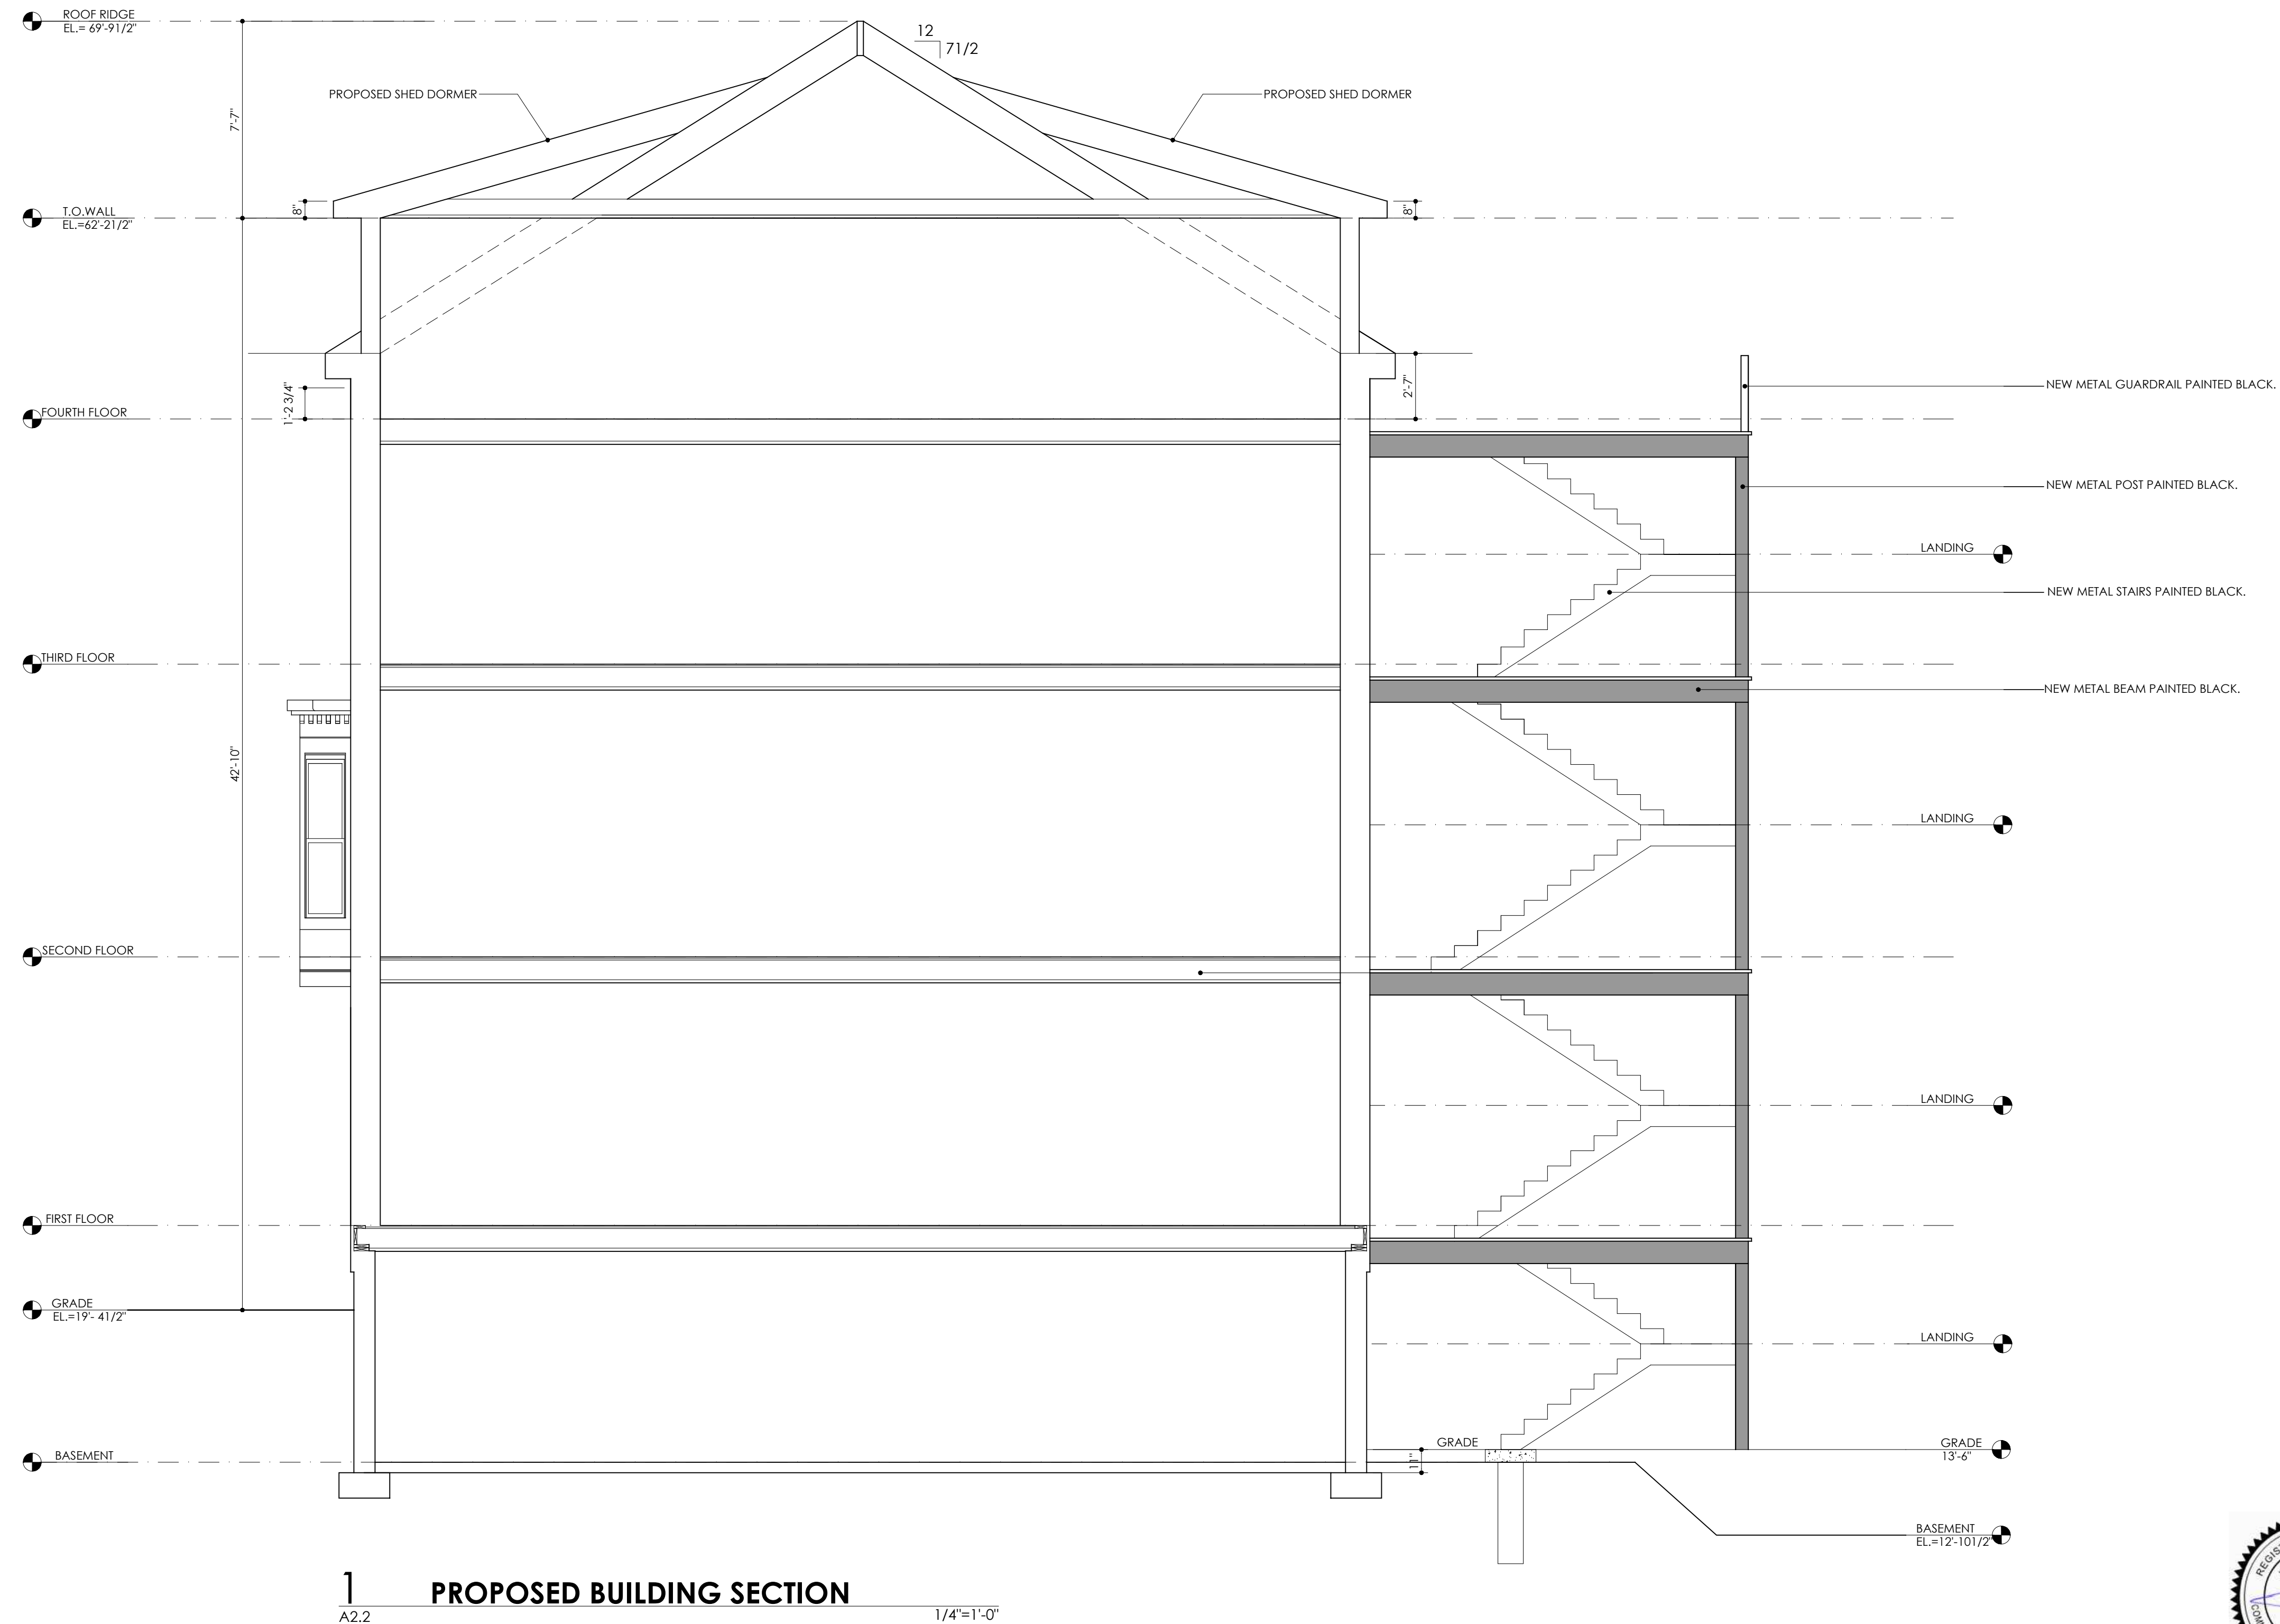 ROOF RIDGE
EL.= 69'-91/2"
12
71/2
PROPOSED SHED DORMER
PROPOSED SHED DORMER
7'-7"
8"
8"
T.O.WALL
EL.=62'-21/2"
1'-2 3/4"
2'-7"
NEW METAL GUARDRAIL PAINTED BLACK.
FOURTH FLOOR
NEW METAL POST PAINTED BLACK.
LANDING
NEW METAL STAIRS PAINTED BLACK.
THIRD FLOOR
NEW METAL BEAM PAINTED BLACK.
42'-10"
LANDING
SECOND FLOOR
LANDING
FIRST FLOOR
GRADE
EL.=19'- 41/2"
LANDING
BASEMENT
GRADE
11"
GRADE
13'-6"
BASEMENT
EL.=12'-101/2"
1 PROPOSED BUILDING SECTION
A2.2 1/4"=1'-0"